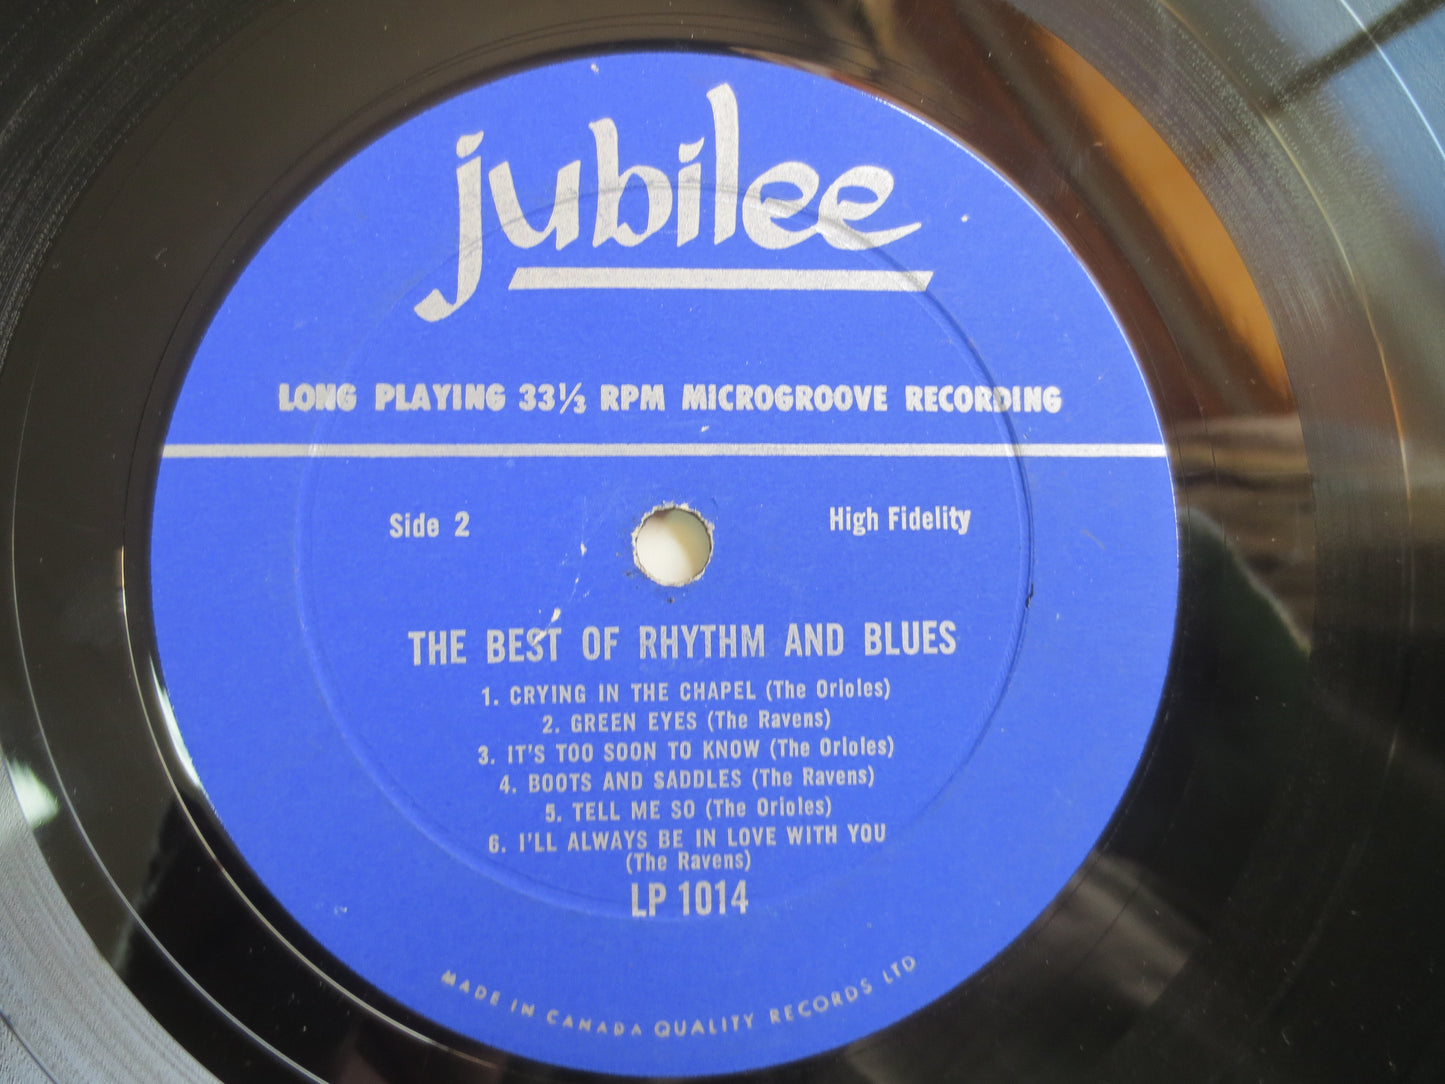 jubilee
LONG PLAYING 33⅓ RPM MICROGROOVE RECORDING
Side 2
High Fidelity
THE BEST OF RHYTHM AND BLUES
1. CRYING IN THE CHAPEL (The Orioles)
2. GREEN EYES (The Ravens)
3. IT'S TOO SOON TO KNOW (The Orioles)
4. BOOTS AND SADDLES (The Ravens)
5. TELL ME SO (The Orioles)
6. I'LL ALWAYS BE IN LOVE WITH YOU
(The Ravens)
LP 1014
MADE IN CANADA QUALITY RECORDS LTD